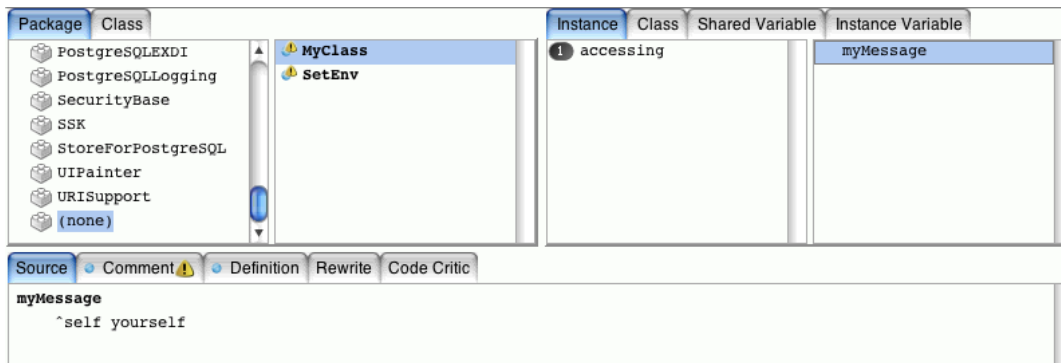 Package Class
Instance Class Shared Variable Instance Variable
PostgreSQLEXDI
PostgreSQLLogging
SecurityBase
SSK
StoreForPostgreSQL
UIPainter
URISupport
(none)
MyClass
SetEnv
1 accessing
myMessage
Source Comment Definition Rewrite Code Critic
myMessage
^self yourself